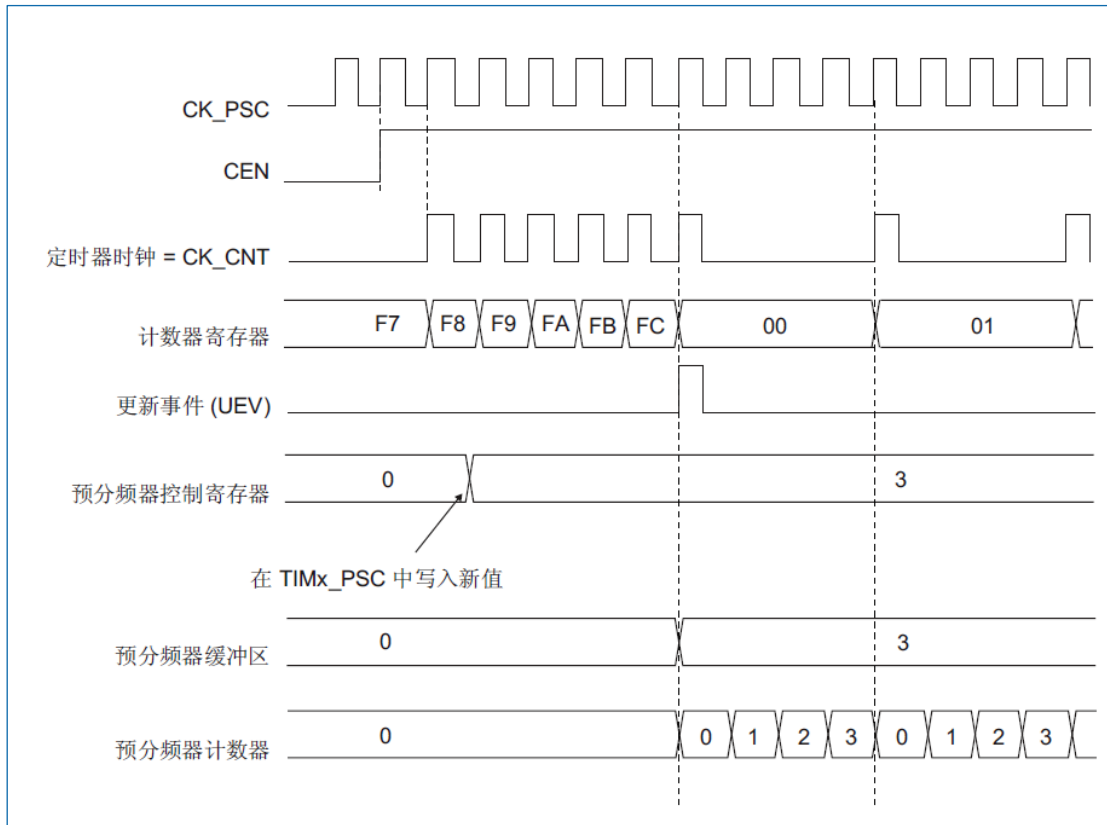 CK_PSC
CEN
定时器时钟 = CK_CNT
计数器寄存器 F7 F8 F9 FA FB FC 00 01
更新事件 (UEV)
预分频器控制寄存器 0 3
在 TIMx_PSC 中写入新值
预分频器缓冲区 0 3
预分频器计数器 0 0 1 2 3 0 1 2 3